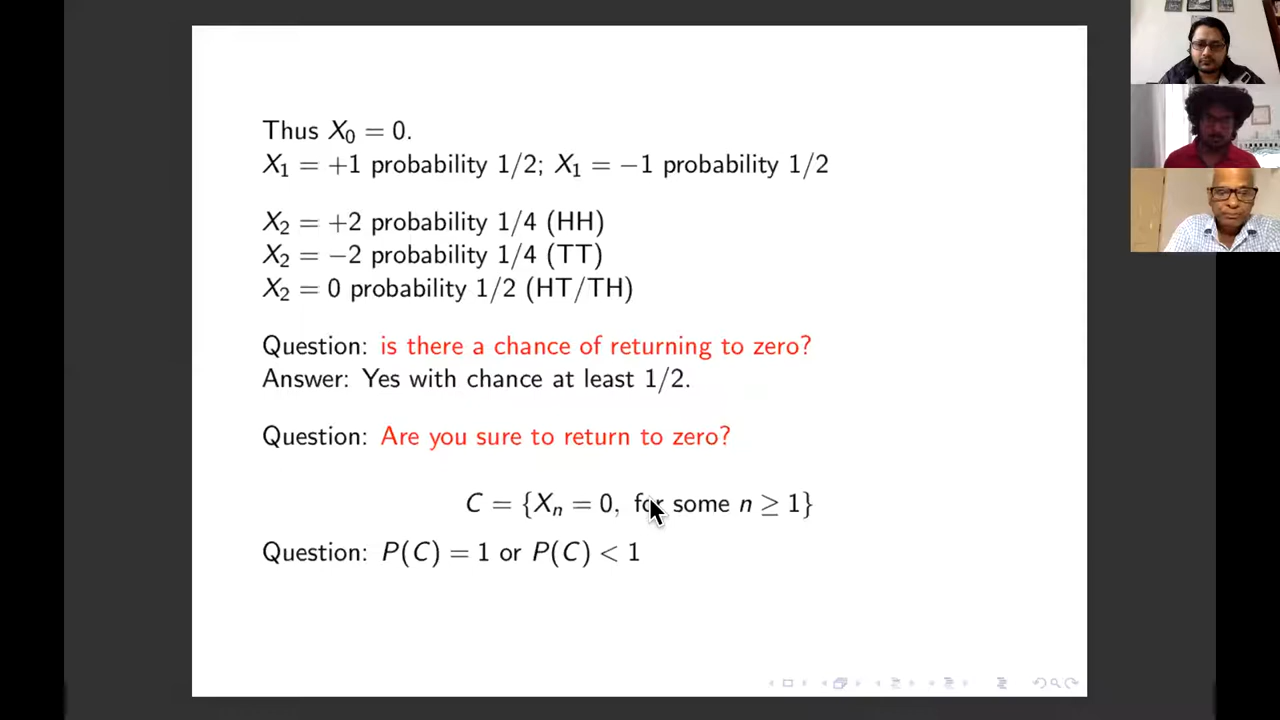 Thus X₀ = 0.
X₁ = +1 probability 1/2; X₁ = −1 probability 1/2
X₂ = +2 probability 1/4 (HH)
X₂ = −2 probability 1/4 (TT)
X₂ = 0 probability 1/2 (HT/TH)
Question: is there a chance of returning to zero?
Answer: Yes with chance at least 1/2.
Question: Are you sure to return to zero?
C = {Xₙ = 0, for some n ≥ 1}
Question: P(C) = 1 or P(C) < 1